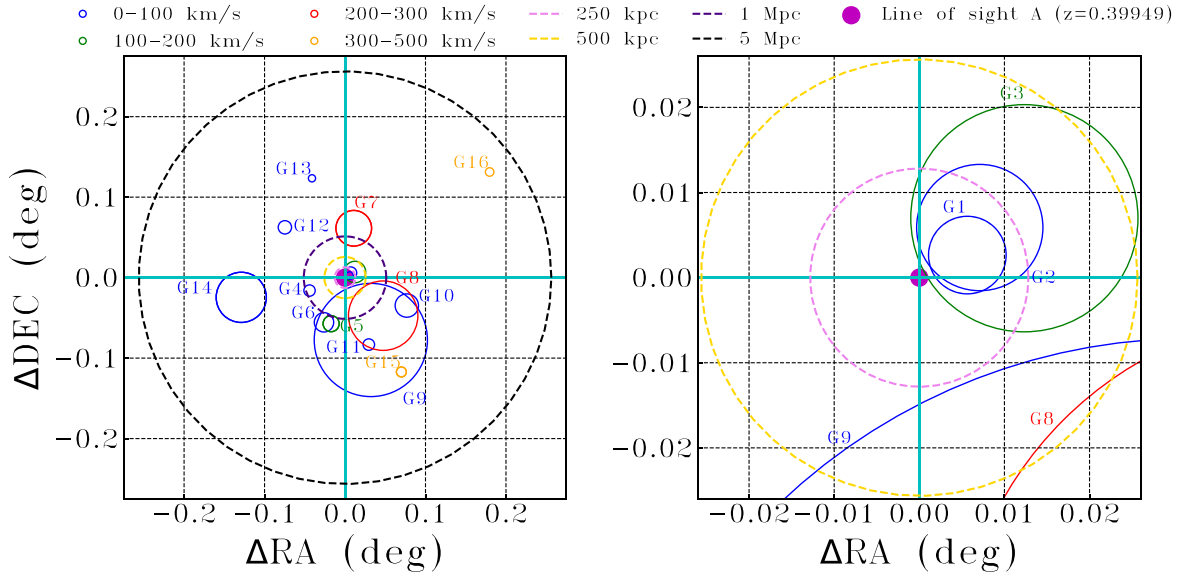 0–100 km/s 200–300 km/s 250 kpc 1 Mpc Line of sight A (z=0.39949)
100–200 km/s 300–500 km/s 500 kpc 5 Mpc
ΔDEC (deg)
0.2
0.1
0.0
−0.1
−0.2
G13
G16
G7
G12
G8
G14
G4
G10
G6
G5
G11
G15
G9
−0.2 −0.1 0.0 0.1 0.2
ΔRA (deg)
0.02
0.01
0.00
−0.01
−0.02
G3
G1
G2
G9
G8
−0.02 −0.01 0.00 0.01 0.02
ΔRA (deg)